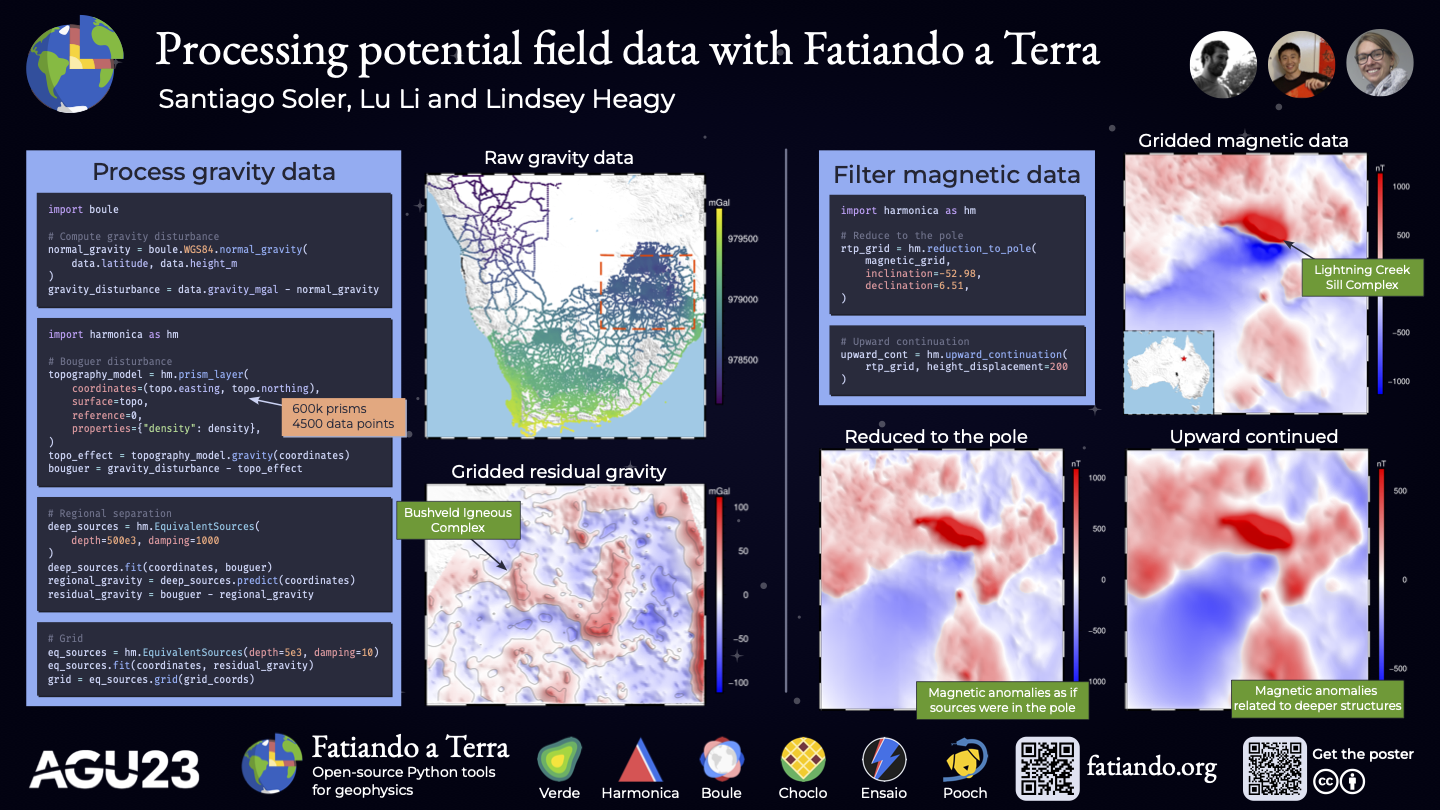 Processing potential field data with Fatiando a Terra
Santiago Soler, Lu Li and Lindsey Heagy
Process gravity data
import boule
# Compute gravity disturbance
normal_gravity = boule.WGS84.normal_gravity(
    data.latitude, data.height_m
)
gravity_disturbance = data.gravity_mgal - normal_gravity
import harmonica as hm
# Bouguer disturbance
topography_model = hm.prism_layer(
    coordinates=(topo.easting, topo.northing),
    surface=topo,
    reference=0,
    properties={"density": density},
)
topo_effect = topography_model.gravity(coordinates)
bouguer = gravity_disturbance - topo_effect
600k prisms
4500 data points
# Regional separation
deep_sources = hm.EquivalentSources(
    depth=500e3, damping=1000
)
deep_sources.fit(coordinates, bouguer)
regional_gravity = deep_sources.predict(coordinates)
residual_gravity = bouguer - regional_gravity
# Grid
eq_sources = hm.EquivalentSources(depth=5e3, damping=10)
eq_sources.fit(coordinates, residual_gravity)
grid = eq_sources.grid(grid_coords)
Raw gravity data
mGal
979500
979000
978500
Gridded residual gravity
Bushveld Igneous
Complex
mGal
100
50
0
−50
−100
Filter magnetic data
import harmonica as hm
# Reduce to the pole
rtp_grid = hm.reduction_to_pole(
    magnetic_grid,
    inclination=-52.98,
    declination=6.51,
)
# Upward continuation
upward_cont = hm.upward_continuation(
    rtp_grid, height_displacement=200
)
Gridded magnetic data
nT
1000
500
−500
−1000
Lightning Creek
Sill Complex
Reduced to the pole
nT
1000
500
0
−500
1000
Magnetic anomalies as if
sources were in the pole
Upward continued
nT
500
0
−500
Magnetic anomalies
related to deeper structures
AGU23
Fatiando a Terra
Open-source Python tools
for geophysics
Verde
Harmonica
Boule
Choclo
Ensaio
Pooch
fatiando.org
Get the poster
cc